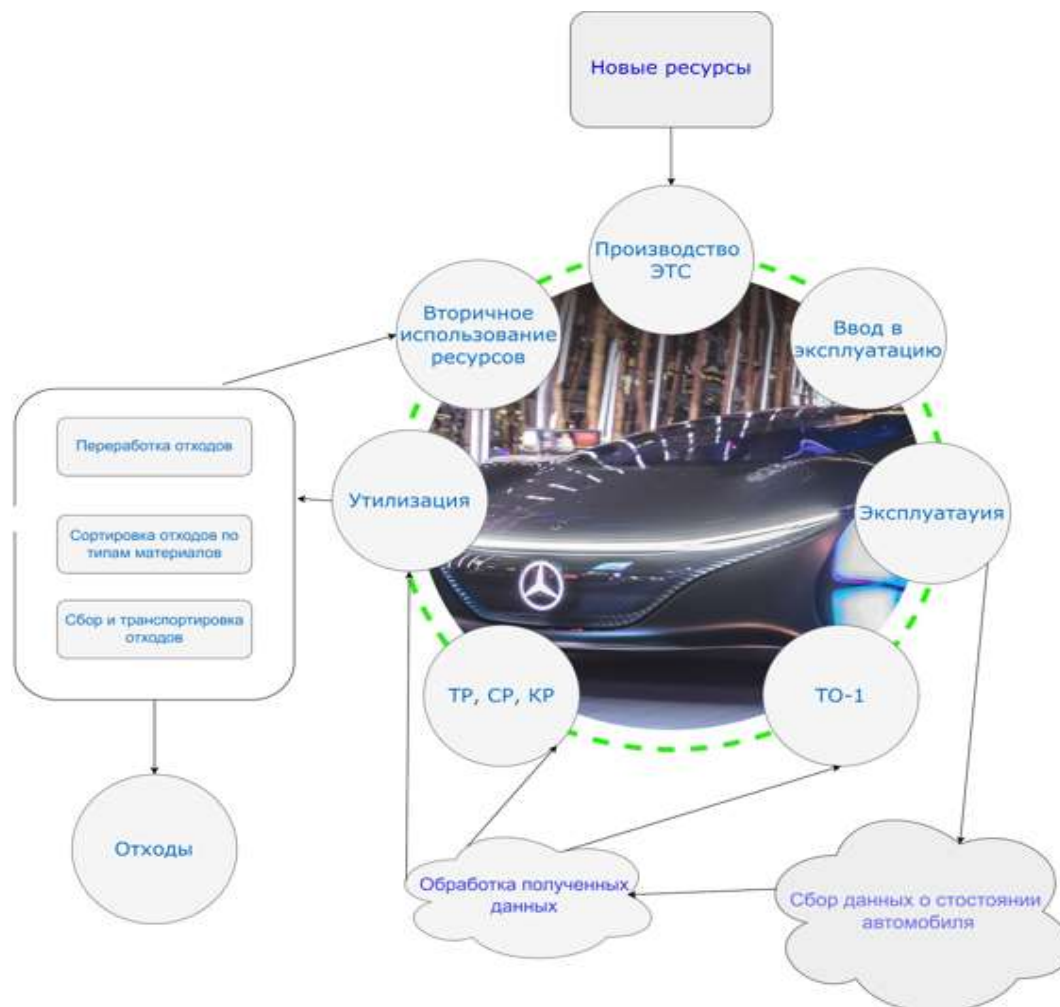 Новые ресурсы
Производство
ЭТС
Вторичное
использование
ресурсов
Ввод в
эксплуатацию
Переработка отходов
Утилизация
Эксплуатауия
Сортировка отходов по
типам материалов
Сбор и транспортировка
отходов
ТР, СР, КР
ТО-1
Отходы
Обработка полученных
данных
Сбор данных о стостоянии
автомобиля